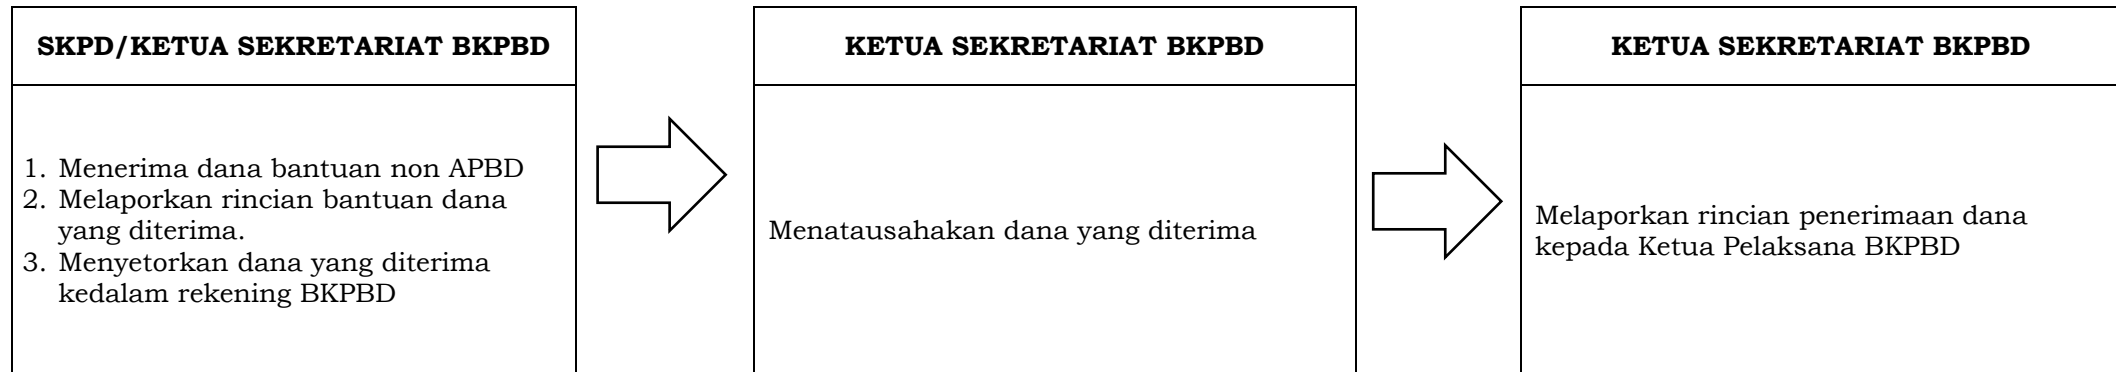 SKPD/KETUA SEKRETARIAT BKPBD
1. Menerima dana bantuan non APBD
2. Melaporkan rincian bantuan dana
yang diterima.
3. Menyetorkan dana yang diterima
kedalam rekening BKPBD
KETUA SEKRETARIAT BKPBD
Menatausahakan dana yang diterima
KETUA SEKRETARIAT BKPBD
Melaporkan rincian penerimaan dana
kepada Ketua Pelaksana BKPBD